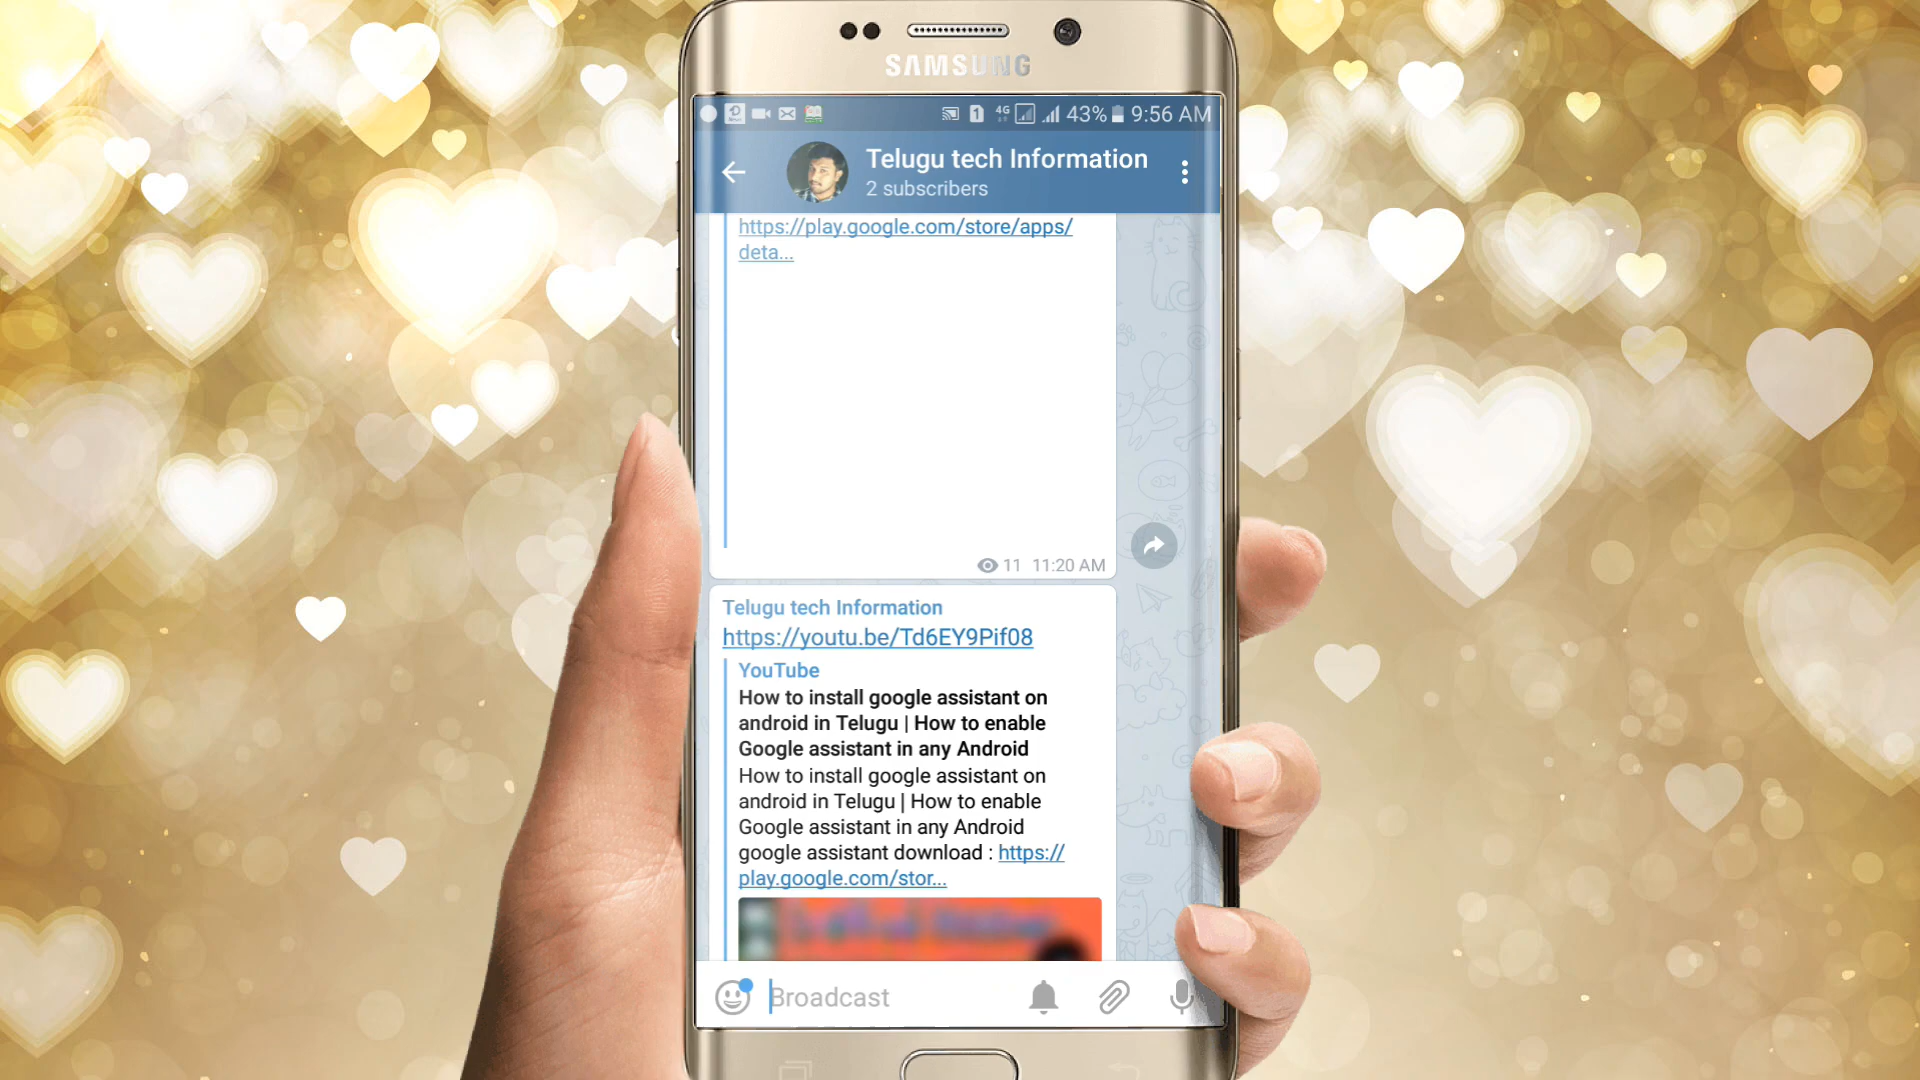 SAMSUNG
4G 43% 9:56 AM
Telugu tech Information
2 subscribers
https://play.google.com/store/apps/
deta...
11 11:20 AM
Telugu tech Information
https://youtu.be/Td6EY9Pif08
YouTube
How to install google assistant on
android in Telugu | How to enable
Google assistant in any Android
How to install google assistant on
android in Telugu | How to enable
Google assistant in any Android
google assistant download : https://
play.google.com/stor...
Broadcast